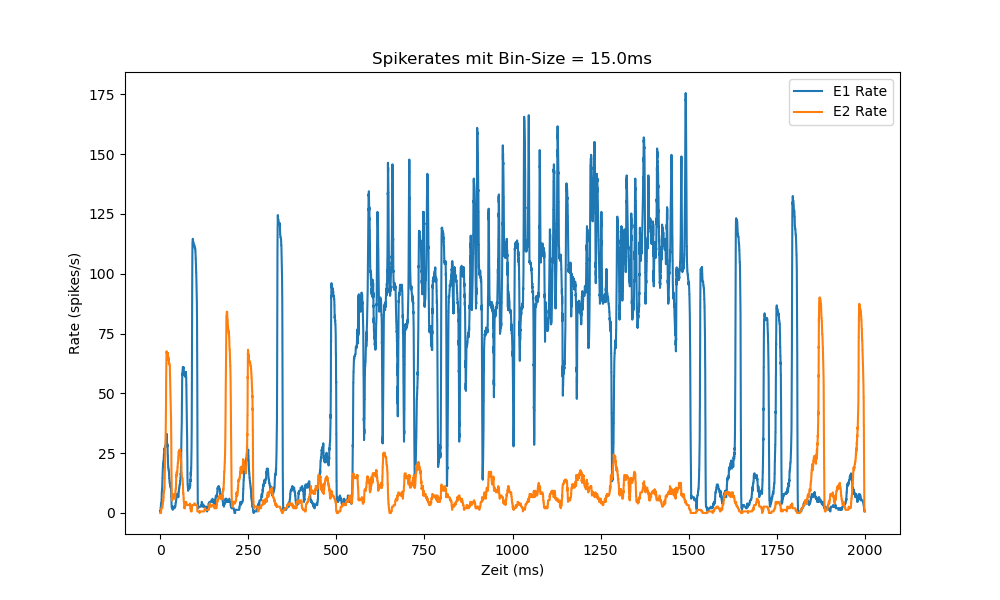 Spikerates mit Bin-Size = 15.0ms
E1 Rate
E2 Rate
Rate (spikes/s)
175
150
125
100
75
50
25
0
0 250 500 750 1000 1250 1500 1750 2000
Zeit (ms)